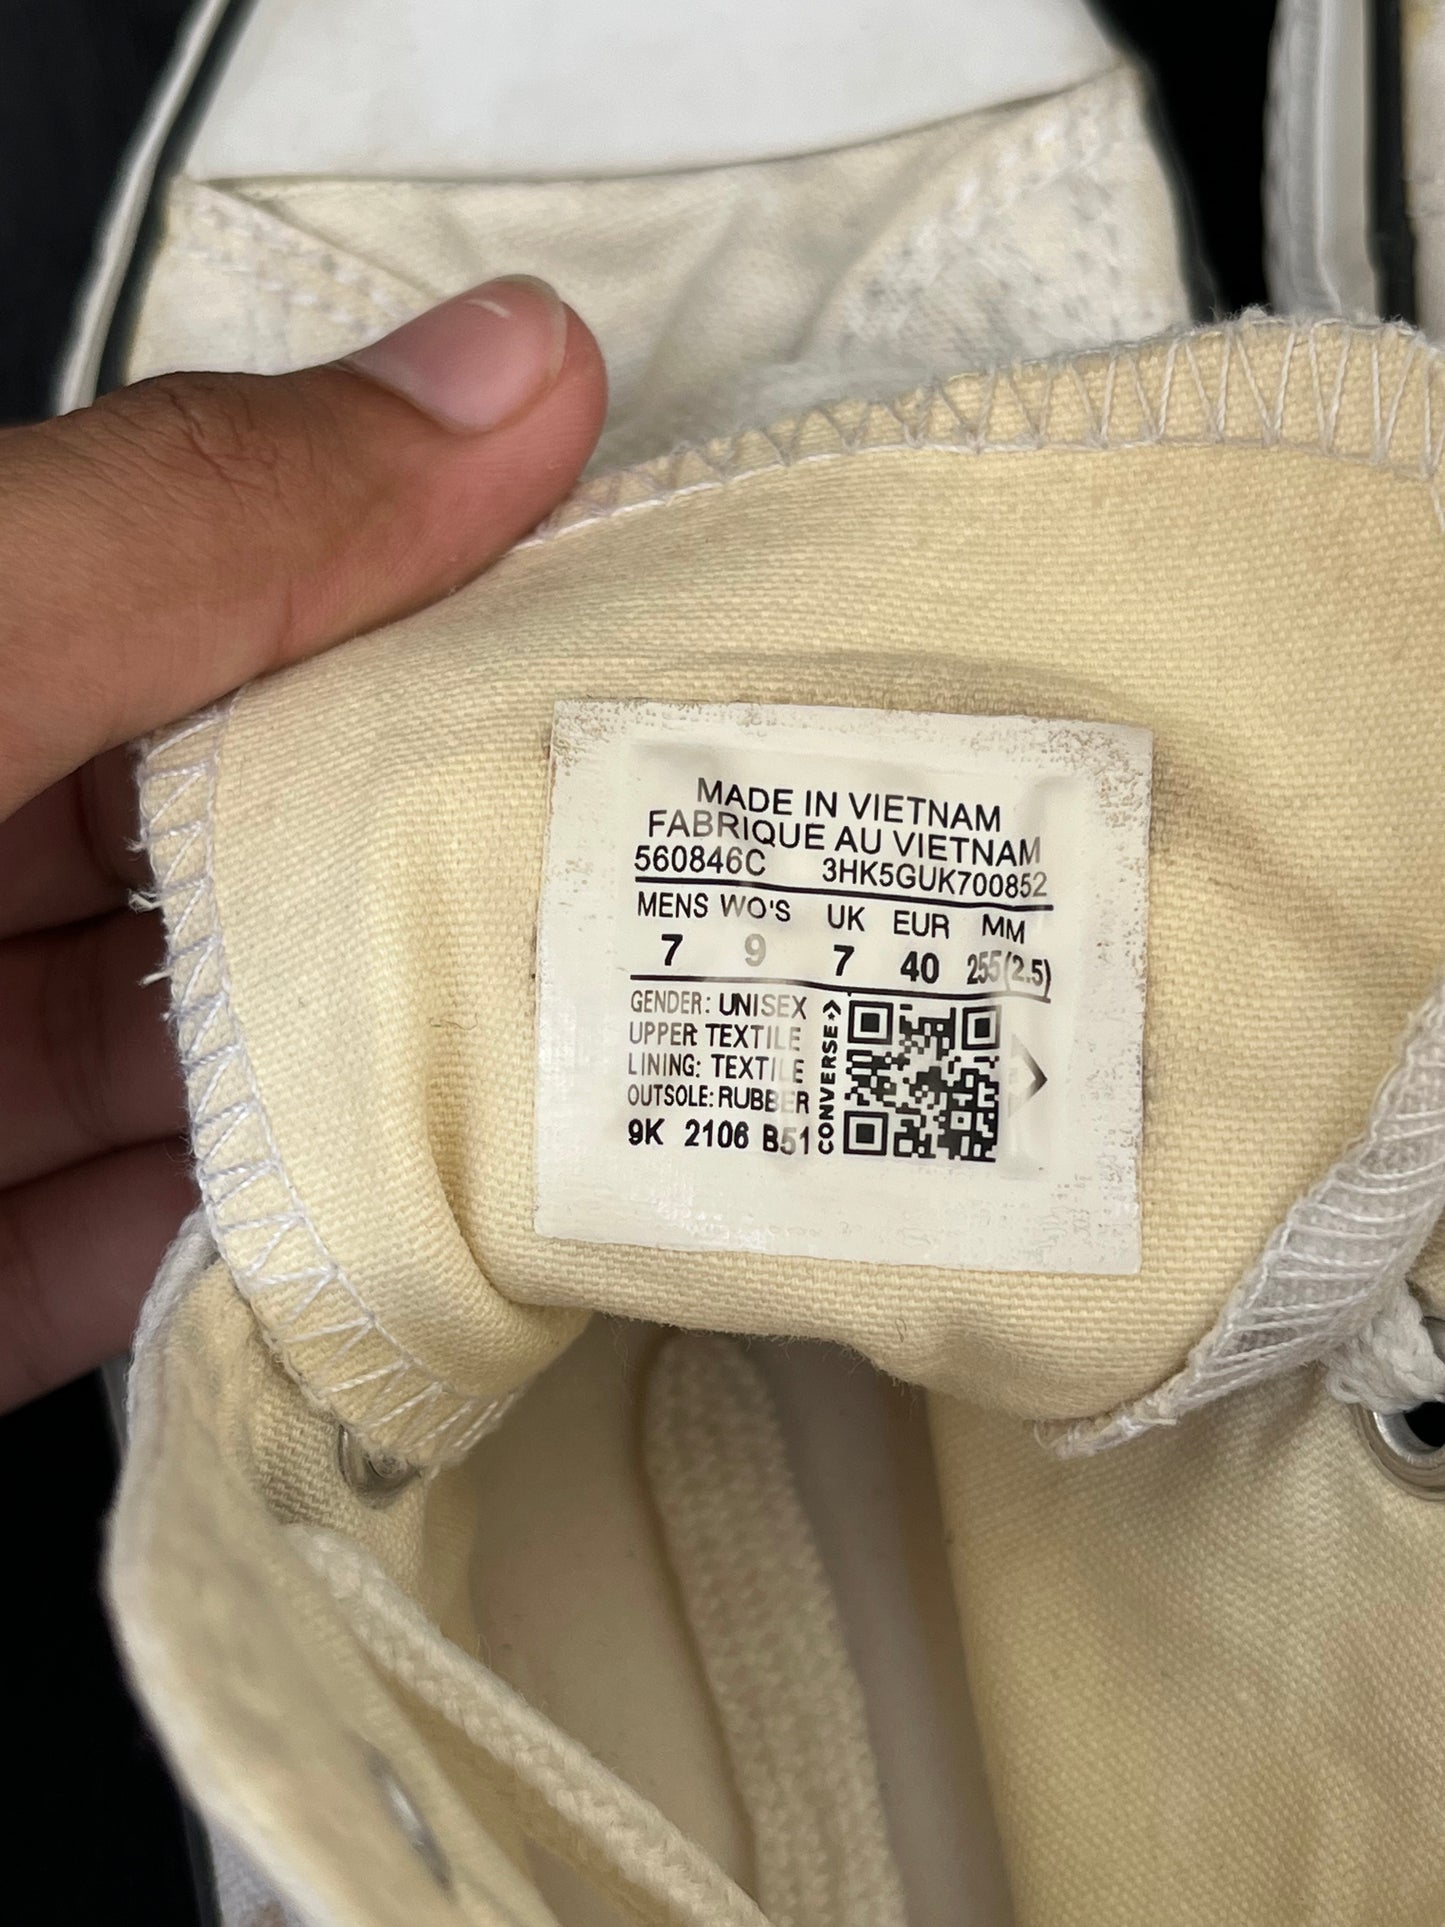 MADE IN VIETNAM
FABRIQUE AU VIETNAM
560846C 3HK5GUK700852
MENS WO'S UK EUR MM
7 9 7 40 255(2.5)
GENDER: UNISEX
UPPER TEXTILE
LINING: TEXTILE
OUTSOLE: RUBBER
9K 2106 B51
CONVERSE